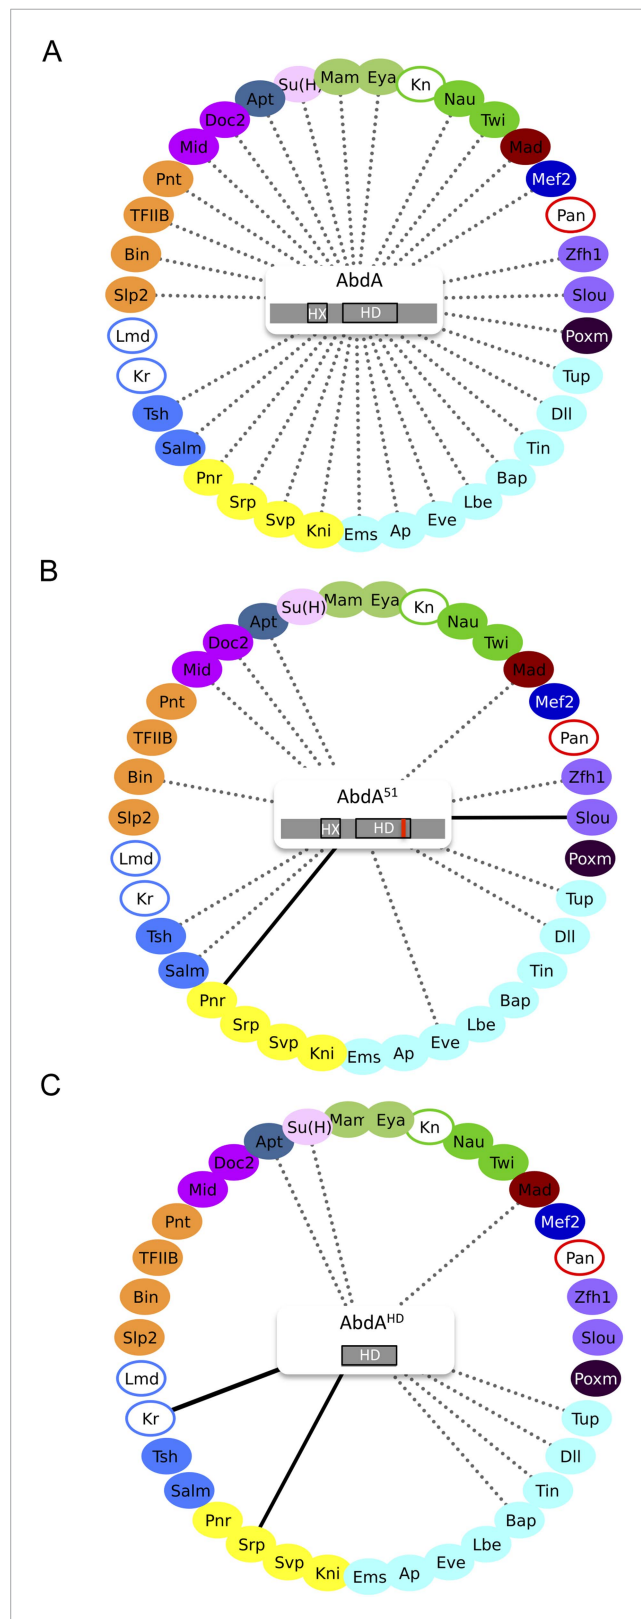 A
Su(H)
Mam
Eya
Kn
Apt
Nau
Doc2
Twi
Mid
Mad
Pnt
Mef2
TFIIB
Pan
Bin
Zfh1
AbdA
Slp2
Slou
HX
HD
Lmd
Poxm
Kr
Tup
Tsh
Dll
Salm
Tin
Pnr
Bap
Srp
Lbe
Svp
Eve
Kni
Ems
Ap
B
Su(H)
Mam
Eya
Kn
Apt
Nau
Doc2
Twi
Mid
Mad
Pnt
Mef2
TFIIB
Pan
Bin
Zfh1
AbdA51
Slp2
Slou
HX
HD
Lmd
Poxm
Kr
Tup
Tsh
Dll
Salm
Tin
Pnr
Bap
Srp
Lbe
Svp
Eve
Kni
Ems
Ap
C
Su(H)
Mam
Eya
Kn
Apt
Nau
Doc2
Twi
Mid
Mad
Pnt
Mef2
TFIIB
Pan
Bin
Zfh1
AbdAHD
Slp2
Slou
HD
Lmd
Poxm
Kr
Tup
Tsh
Dll
Salm
Tin
Pnr
Bap
Srp
Lbe
Svp
Eve
Kni
Ems
Ap